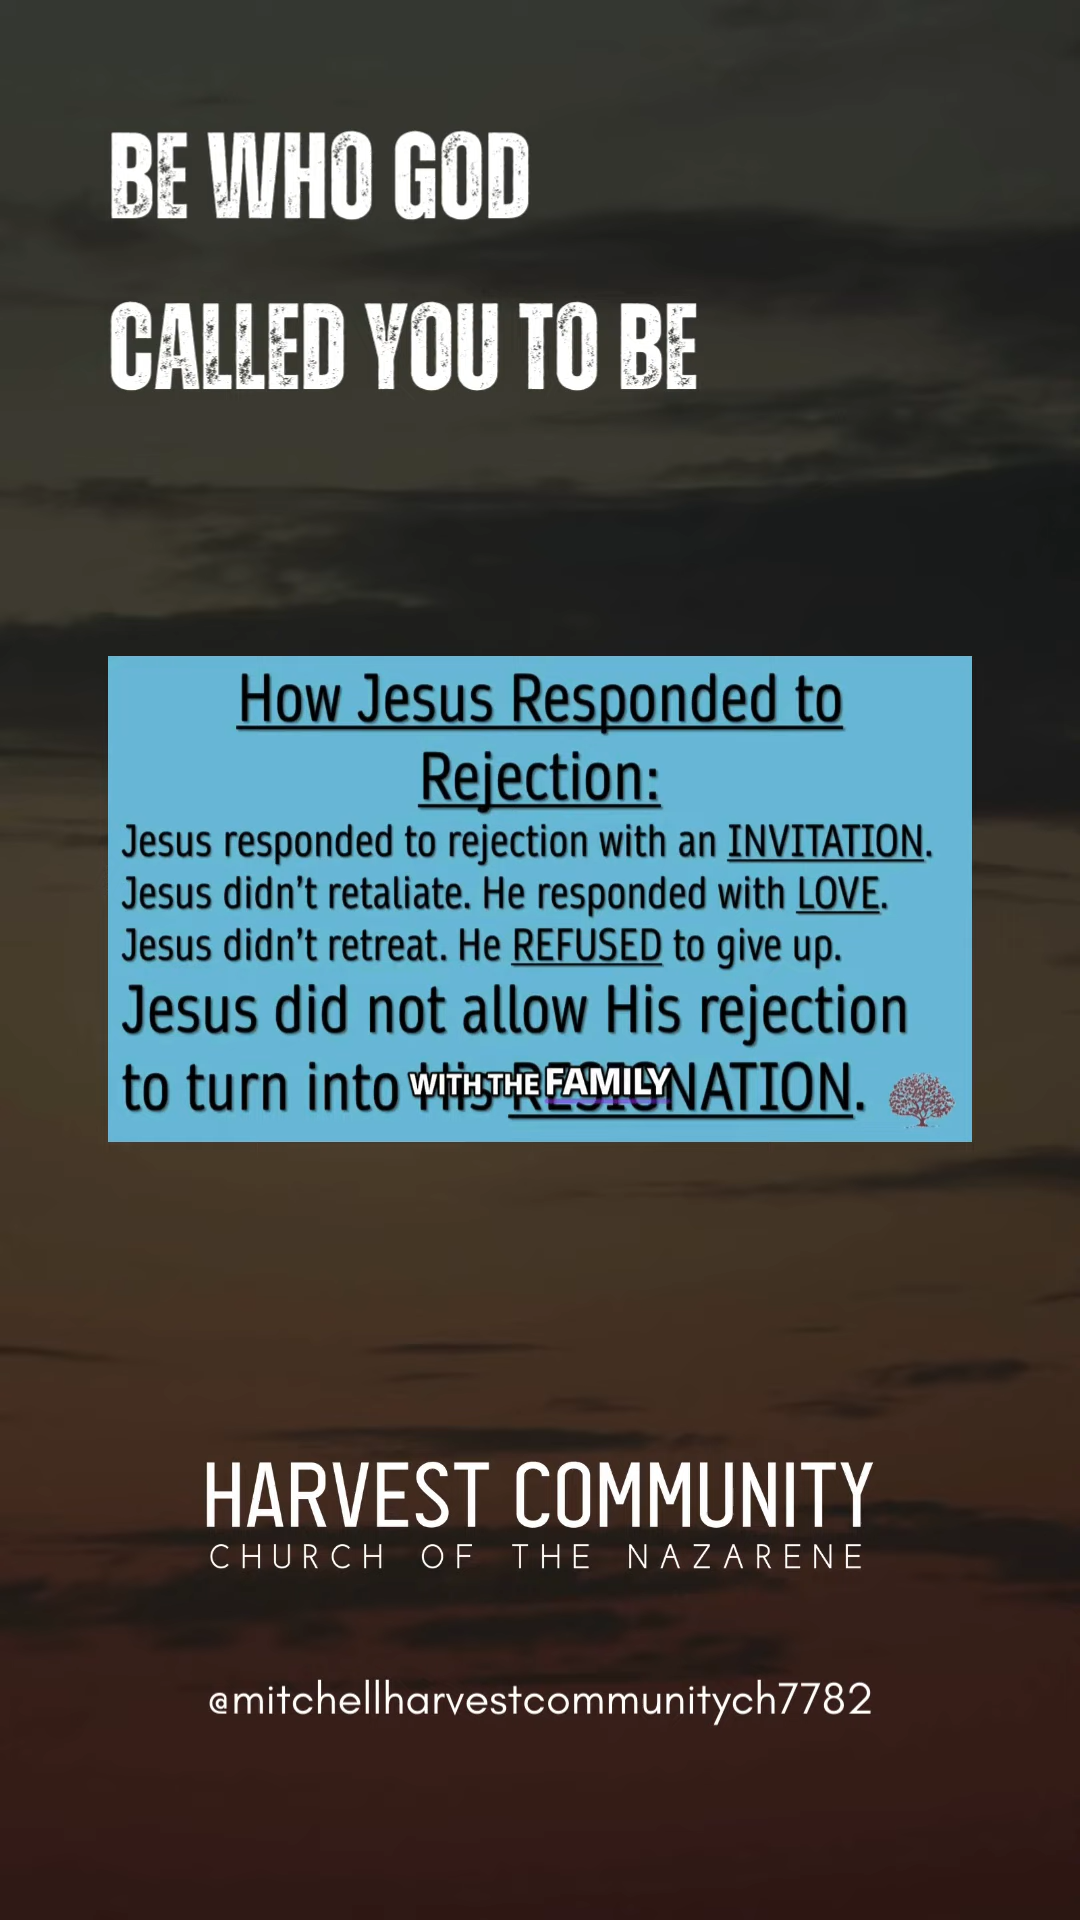 BE WHO GOD
CALLED YOU TO BE
How Jesus Responded to
Rejection:
Jesus responded to rejection with an INVITATION.
Jesus didn't retaliate. He responded with LOVE.
Jesus didn't retreat. He REFUSED to give up.
Jesus did not allow His rejection
to turn into His RESIGNATION.
WITH THE FAMILY
HARVEST COMMUNITY
CHURCH OF THE NAZARENE
@mitchellharvestcommunitych7782